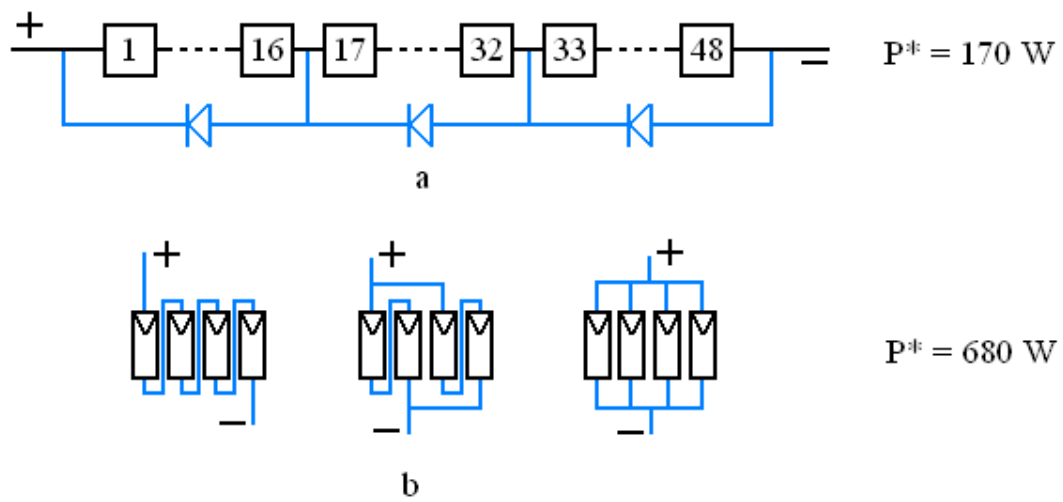 + 1 16 17 32 33 48 − P* = 170 W
a
+ + +
P* = 680 W
− − −
b